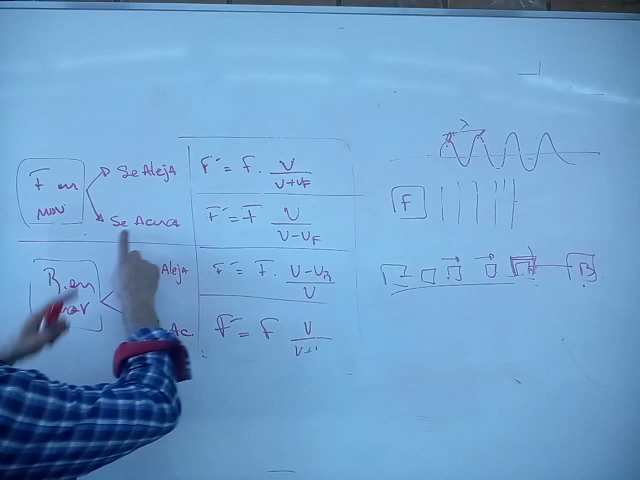 F en
mov
Se Aleja
F' = F . V / V + VF
Se Acerca
F' = F V / V - VF
R. en
mov
Aleja
F' = F . V - VR / V
Ac.
F' = F V / V+
λ
F
B